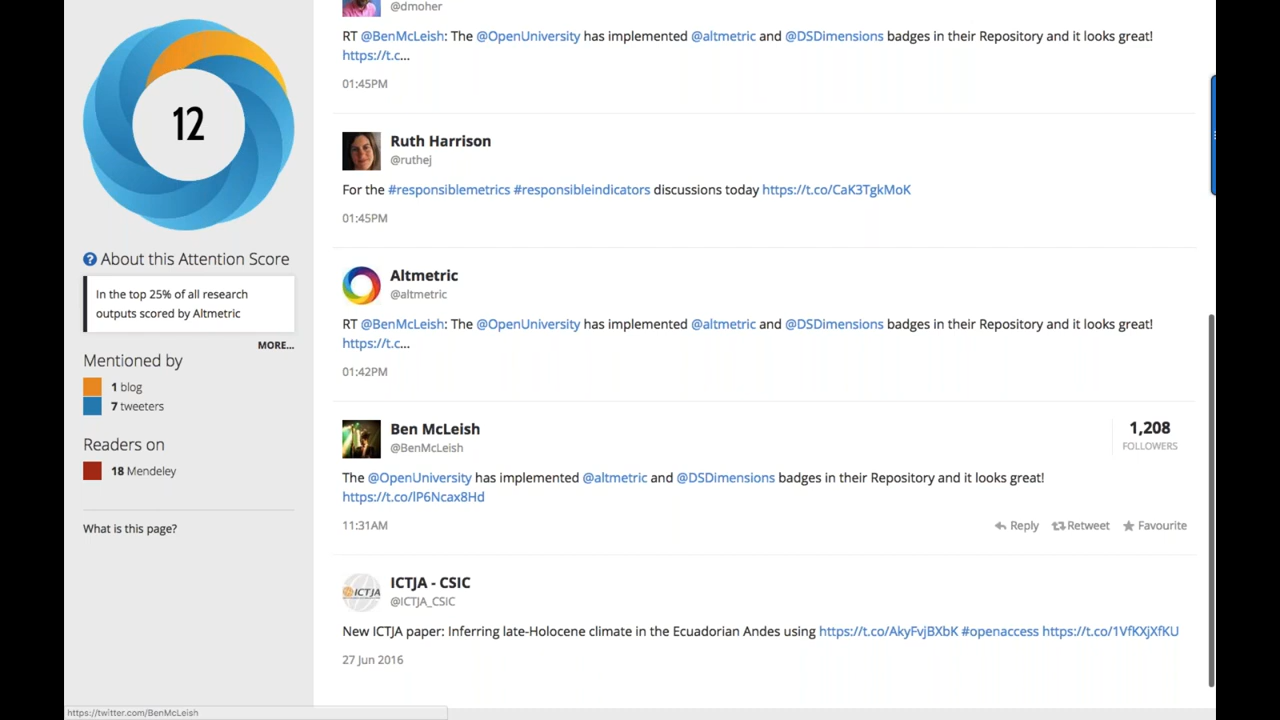 @dmoher
RT @BenMcLeish: The @OpenUniversity has implemented @altmetric and @DSDimensions badges in their Repository and it looks great!
https://t.c...
01:45PM
12
Ruth Harrison
@ruthej
For the #responsiblemetrics #responsibleindicators discussions today https://t.co/CaK3TgkMoK
01:45PM
? About this Attention Score
In the top 25% of all research
outputs scored by Altmetric
MORE...
Mentioned by
1 blog
7 tweeters
Readers on
18 Mendeley
What is this page?
Altmetric
@altmetric
RT @BenMcLeish: The @OpenUniversity has implemented @altmetric and @DSDimensions badges in their Repository and it looks great!
https://t.c...
01:42PM
Ben McLeish
@BenMcLeish
1,208
FOLLOWERS
The @OpenUniversity has implemented @altmetric and @DSDimensions badges in their Repository and it looks great!
https://t.co/lP6Ncax8Hd
11:31AM
Reply Retweet Favourite
ICTJA
ICTJA - CSIC
@ICTJA_CSIC
New ICTJA paper: Inferring late-Holocene climate in the Ecuadorian Andes using https://t.co/AkyFvjBXbK #openaccess https://t.co/1VfKXjXfKU
27 Jun 2016
https://twitter.com/BenMcLeish